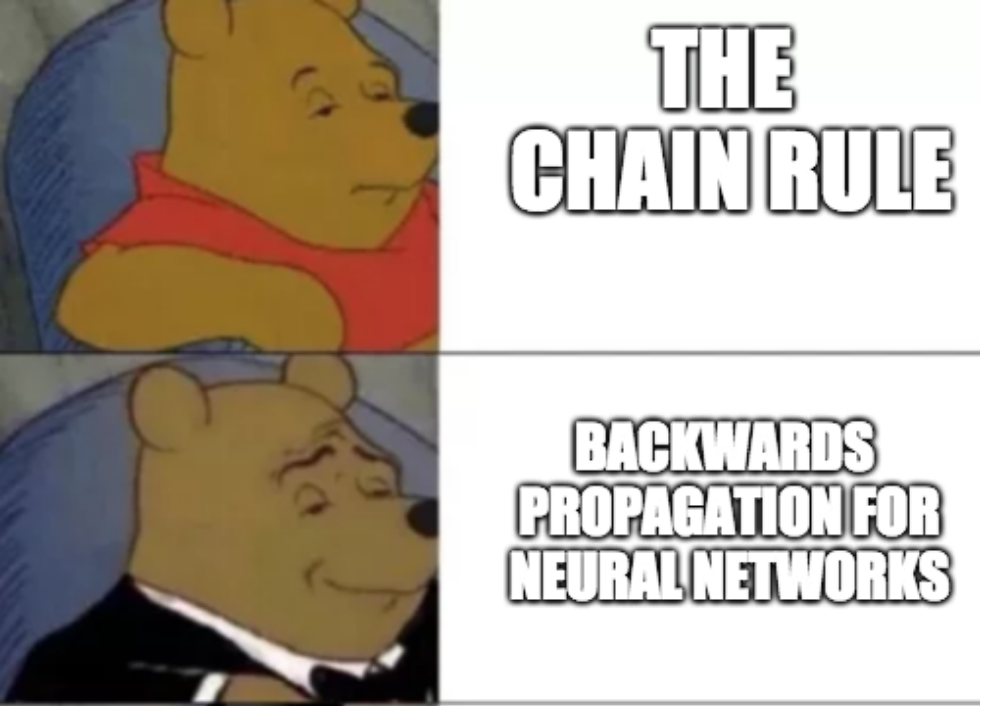 THE
CHAIN RULE
BACKWARDS
PROPAGATION FOR
NEURAL NETWORKS